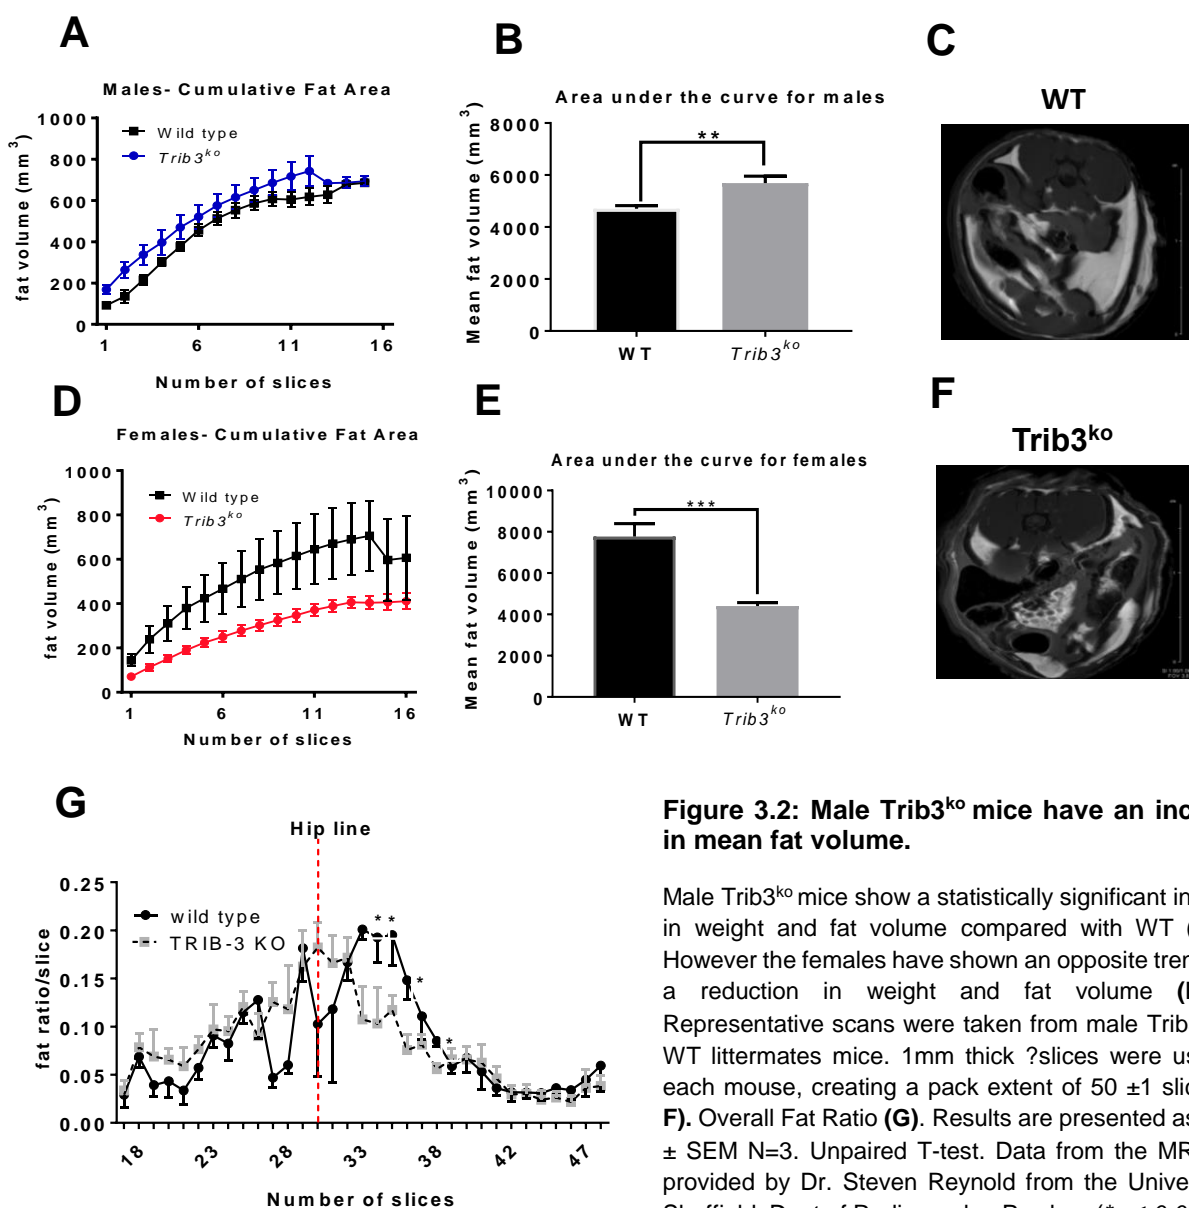 A
Males- Cumulative Fat Area
fat volume (mm³)
1000
800
600
400
200
0
Wild type
Trib3ᵏᵒ
1 6 11 16
Number of slices
B
Area under the curve for males
Mean fat volume (mm³)
8000
6000
4000
2000
0
**
WT Trib3ᵏᵒ
C
WT
D
Females- Cumulative Fat Area
fat volume (mm³)
1000
800
600
400
200
0
Wild type
Trib3ᵏᵒ
1 6 11 16
Number of slices
E
Area under the curve for females
Mean fat volume (mm³)
10000
8000
6000
4000
2000
0
***
WT Trib3ᵏᵒ
F
Trib3ᵏᵒ
G
Hip line
fat ratio/slice
0.25
0.20
0.15
0.10
0.05
0.00
wild type
TRIB-3 KO
* *
*
*
18 23 28 33 38 42 47
Number of slices
Figure 3.2: Male Trib3ᵏᵒ mice have an inc
in mean fat volume.
Male Trib3ᵏᵒ mice show a statistically significant in
in weight and fat volume compared with WT (
However the females have shown an opposite tren
a reduction in weight and fat volume (
Representative scans were taken from male Trib
WT littermates mice. 1mm thick ?slices were us
each mouse, creating a pack extent of 50 ±1 slic
F). Overall Fat Ratio (G). Results are presented as
± SEM N=3. Unpaired T-test. Data from the MR
provided by Dr. Steven Reynold from the Unive